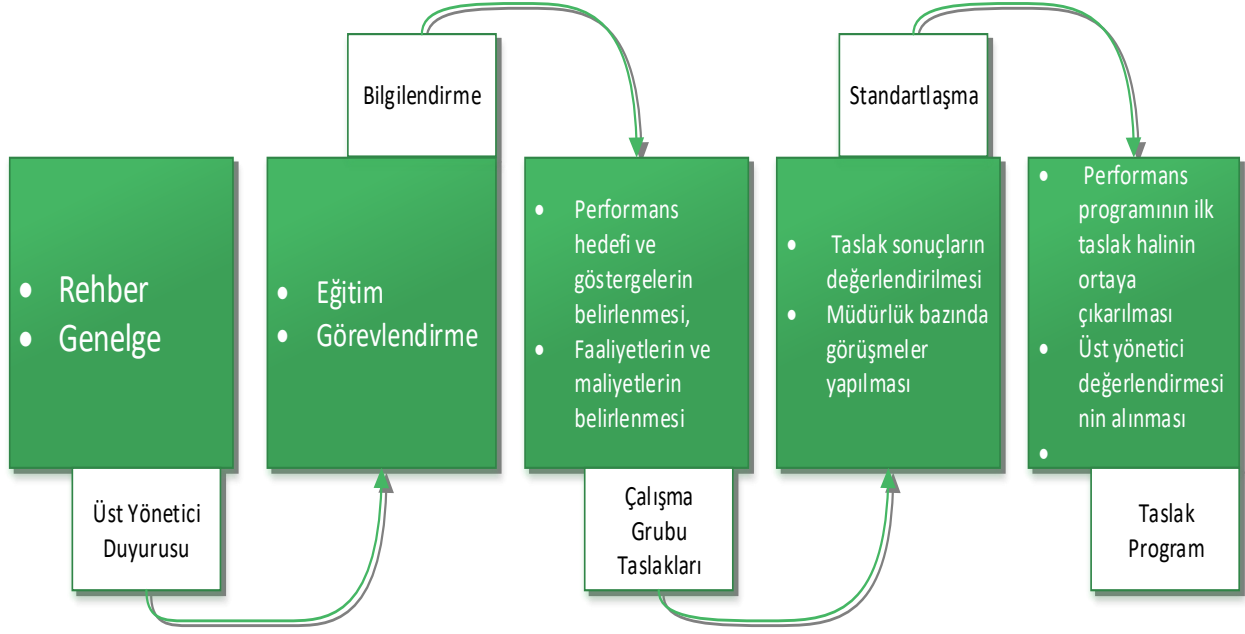 • Rehber
• Genelge
Üst Yönetici
Duyurusu
Bilgilendirme
• Eğitim
• Görevlendirme
• Performans
hedefi ve
göstergelerin
belirlenmesi,
• Faaliyetlerin ve
maliyetlerin
belirlenmesi
Çalışma
Grubu
Taslakları
Standartlaşma
• Taslak sonuçların
değerlendirilmesi
• Müdürlük bazında
görüşmeler
yapılması
• Performans
programının ilk
taslak halinin
ortaya
çıkarılması
• Üst yönetici
değerlendirmesi
nin alınması
•
Taslak
Program